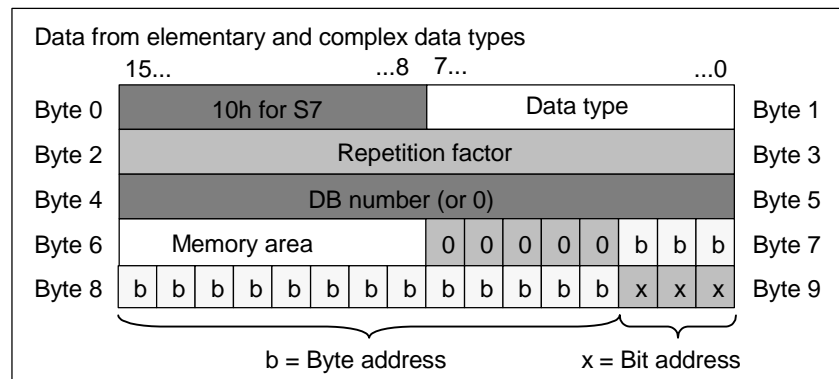 Data from elementary and complex data types
15... ...8 7... ...0
Byte 0 10h for S7 Data type Byte 1
Byte 2 Repetition factor Byte 3
Byte 4 DB number (or 0) Byte 5
Byte 6 Memory area 0 0 0 0 0 b b b Byte 7
Byte 8 b b b b b b b b b b b b b x x x Byte 9
b = Byte address x = Bit address